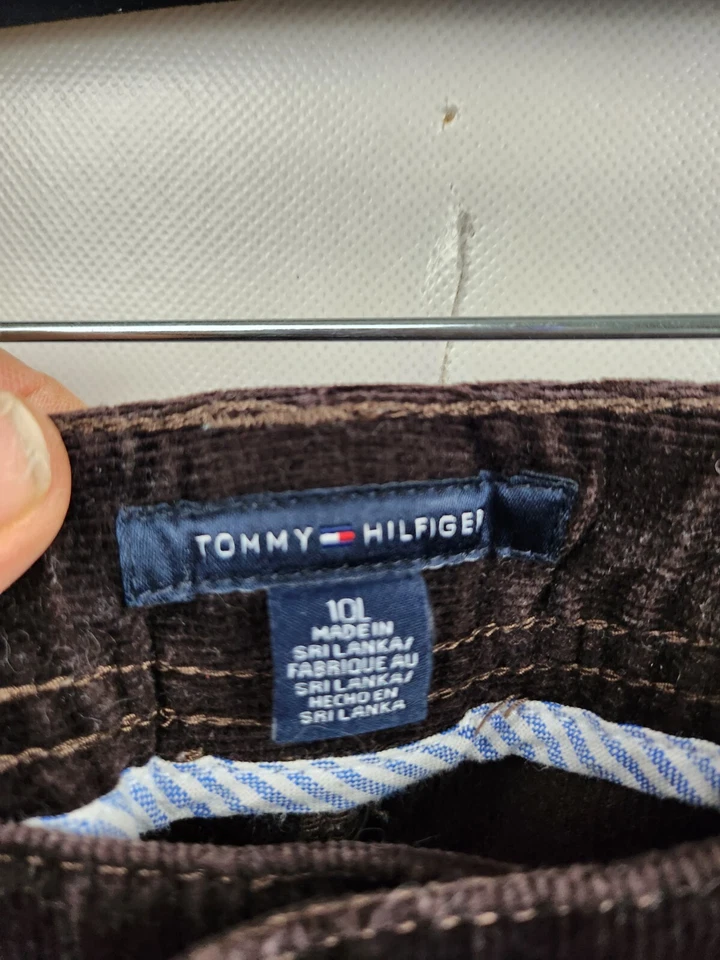 TOMMY HILFIGER
10L
MADE IN
SRI LANKA/
FABRIQUE AU
SRI LANKA/
HECHO EN
SRI LANKA